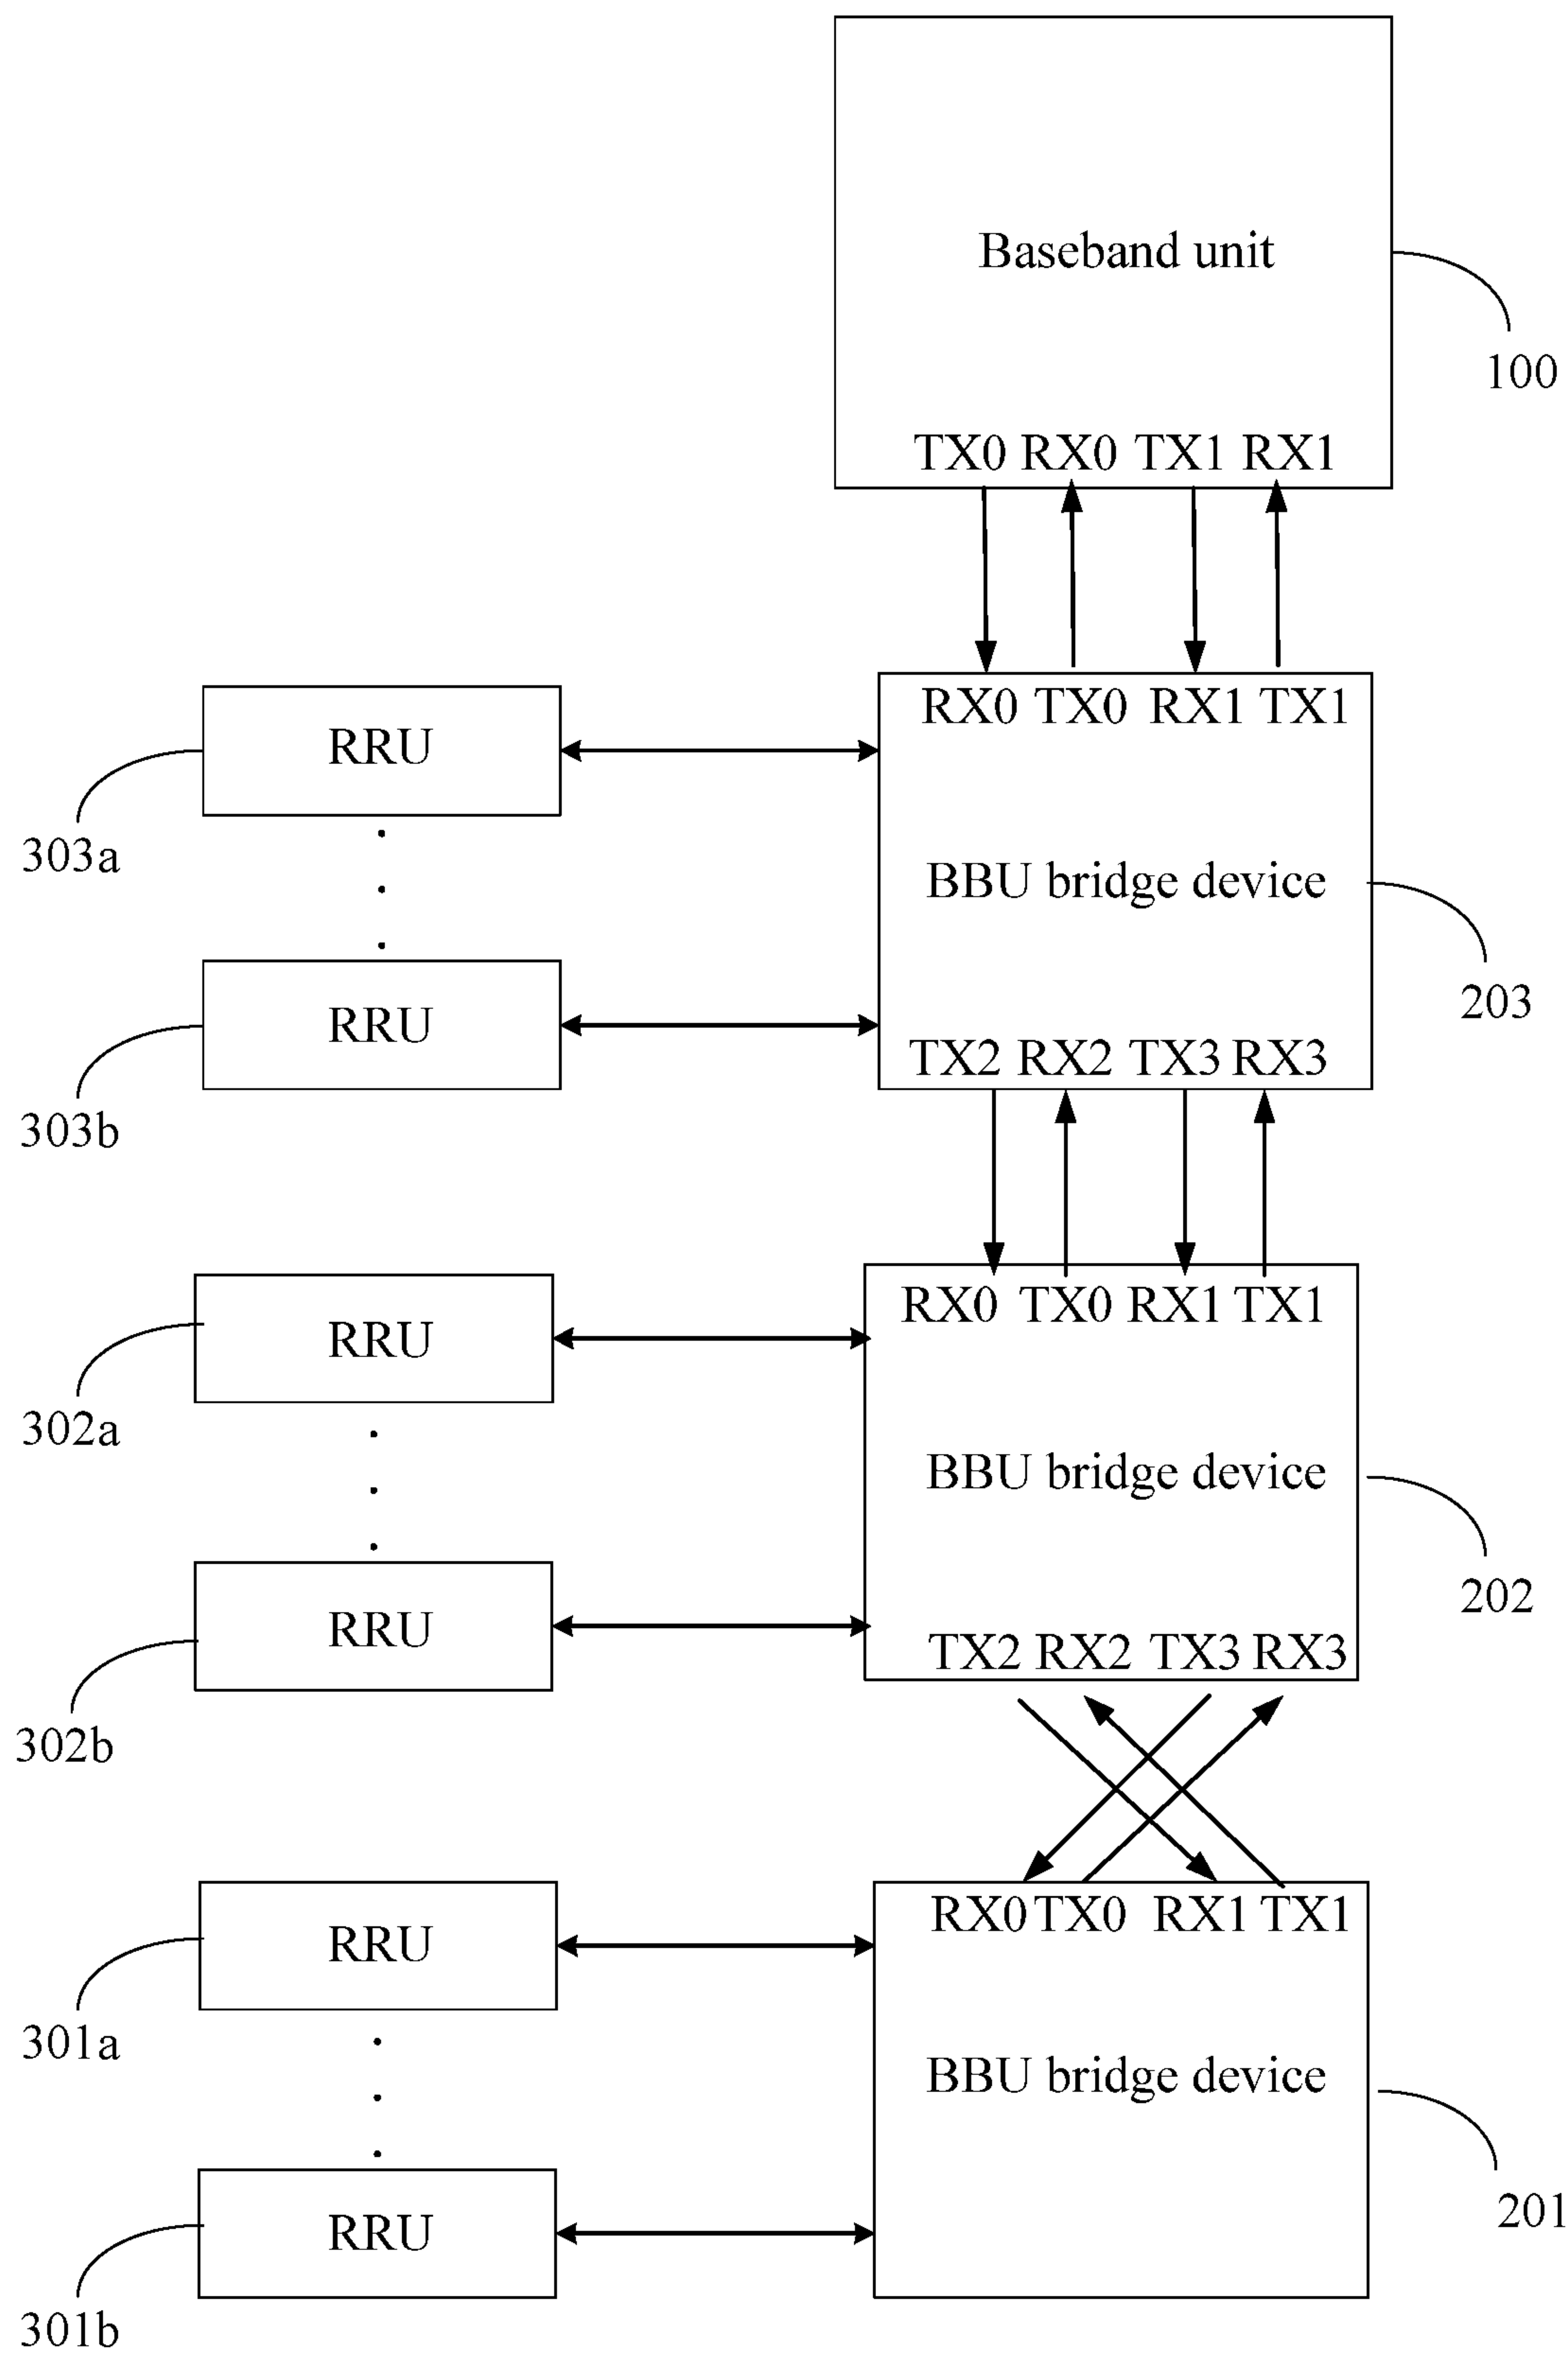 Baseband unit
100
TX0 RX0 TX1 RX1
RX0 TX0 RX1 TX1
RRU
303a
BBU bridge device
203
RRU
303b
TX2 RX2 TX3 RX3
RX0 TX0 RX1 TX1
RRU
302a
BBU bridge device
202
RRU
302b
TX2 RX2 TX3 RX3
RX0 TX0 RX1 TX1
RRU
301a
BBU bridge device
201
RRU
301b